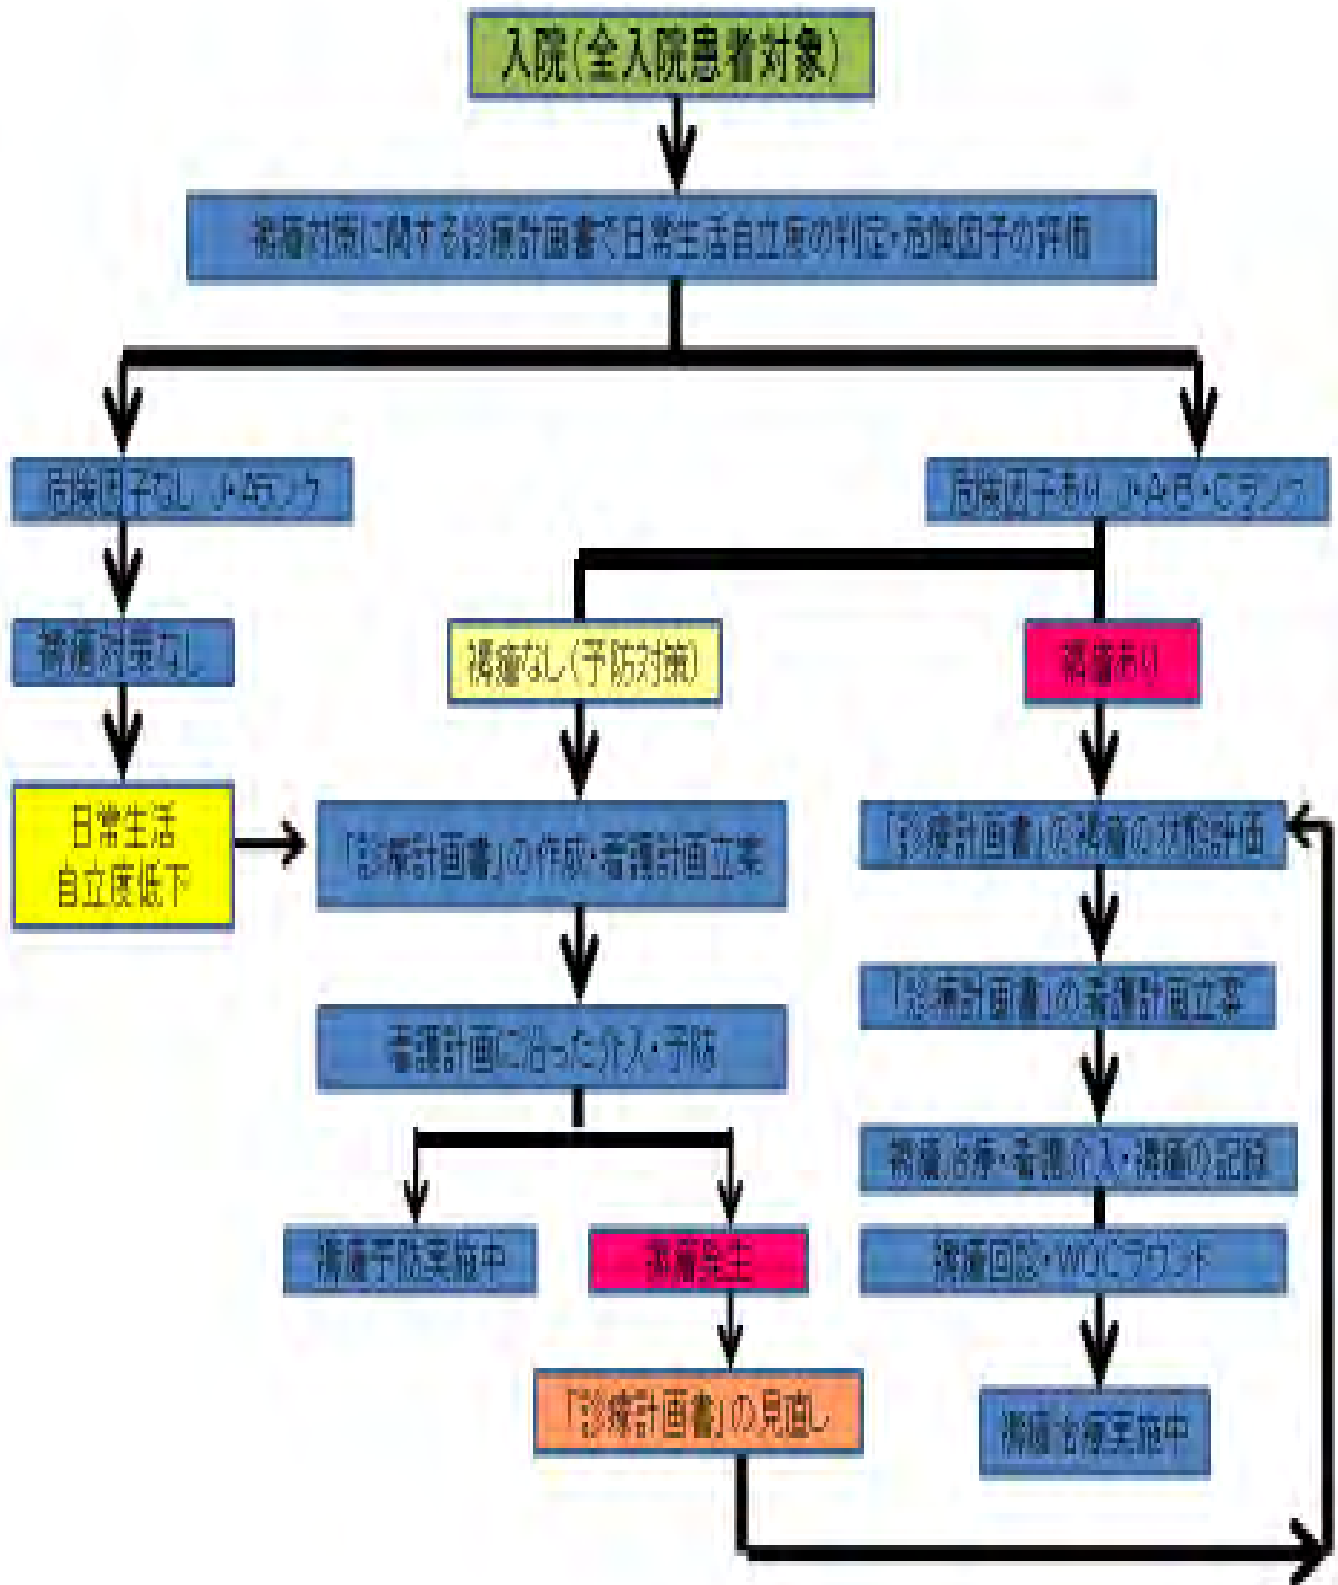 入院(全入院患者対象)
褥瘡対策に関する診療計画書で日常生活自立度の判定・危険因子の評価
危険因子なし J・Aランク
危険因子あり J・A・B・Cランク
褥瘡対策なし
褥瘡なし(予防対策)
褥瘡あり
日常生活
自立度低下
「診療計画書」の作成・看護計画立案
「診療計画書」の褥瘡の状態評価
「診療計画書」の看護計画立案
看護計画に沿った介入・予防
褥瘡治療・看護介入・褥瘡の記録
褥瘡予防実施中
褥瘡発生
褥瘡回診・WOCラウンド
「診療計画書」の見直し
褥瘡治療実施中